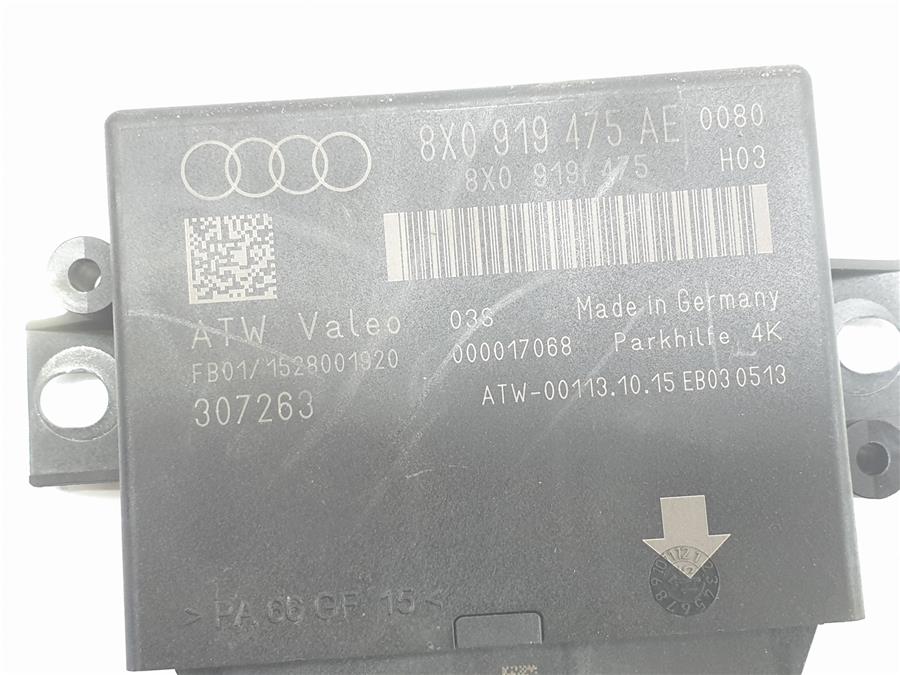 8X0 919 475 AE 0080
8X0 919 475 H03
ATW Valeo 03S Made in Germany
FB01/1528001920 000017068 Parkhilfe 4K
307263 ATW-00113.10.15 EB03 0513
>PA 66 GF 15<